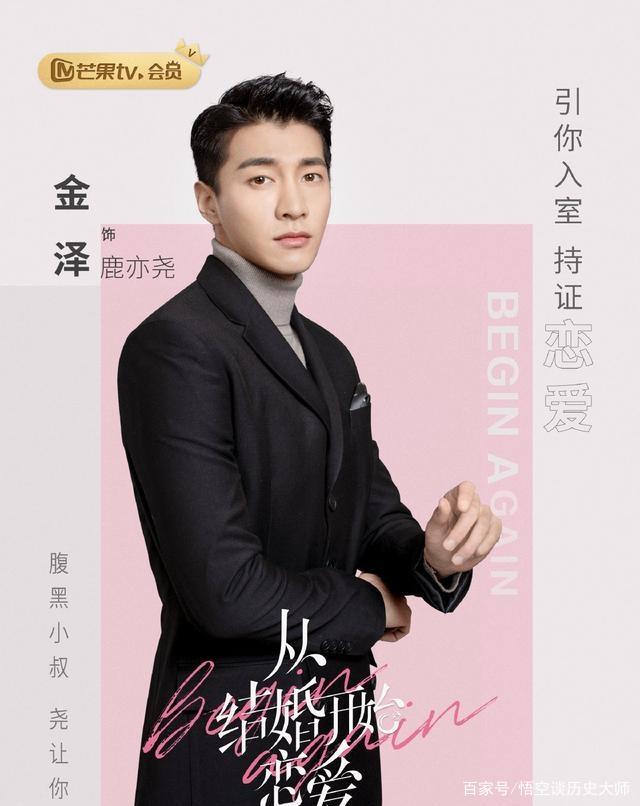 芒果tv.会员
金泽
饰
鹿亦尧
引你入室 持证
恋爱
BEGIN AGAIN
腹黑小叔 尧让你
从
结婚开始
恋爱
Begin
again
百家号/悟空谈历史大师